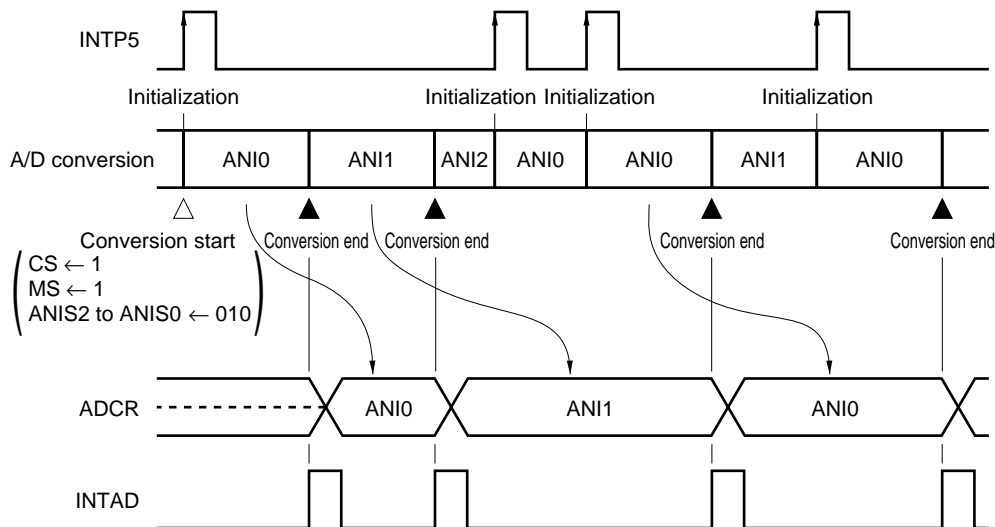 INTP5
Initialization Initialization Initialization Initialization
A/D conversion ANI0 ANI1 ANI2 ANI0 ANI0 ANI1 ANI0
Conversion start Conversion end Conversion end Conversion end Conversion end
CS ← 1
MS ← 1
ANIS2 to ANIS0 ← 010
ADCR ANI0 ANI1 ANI0
INTAD